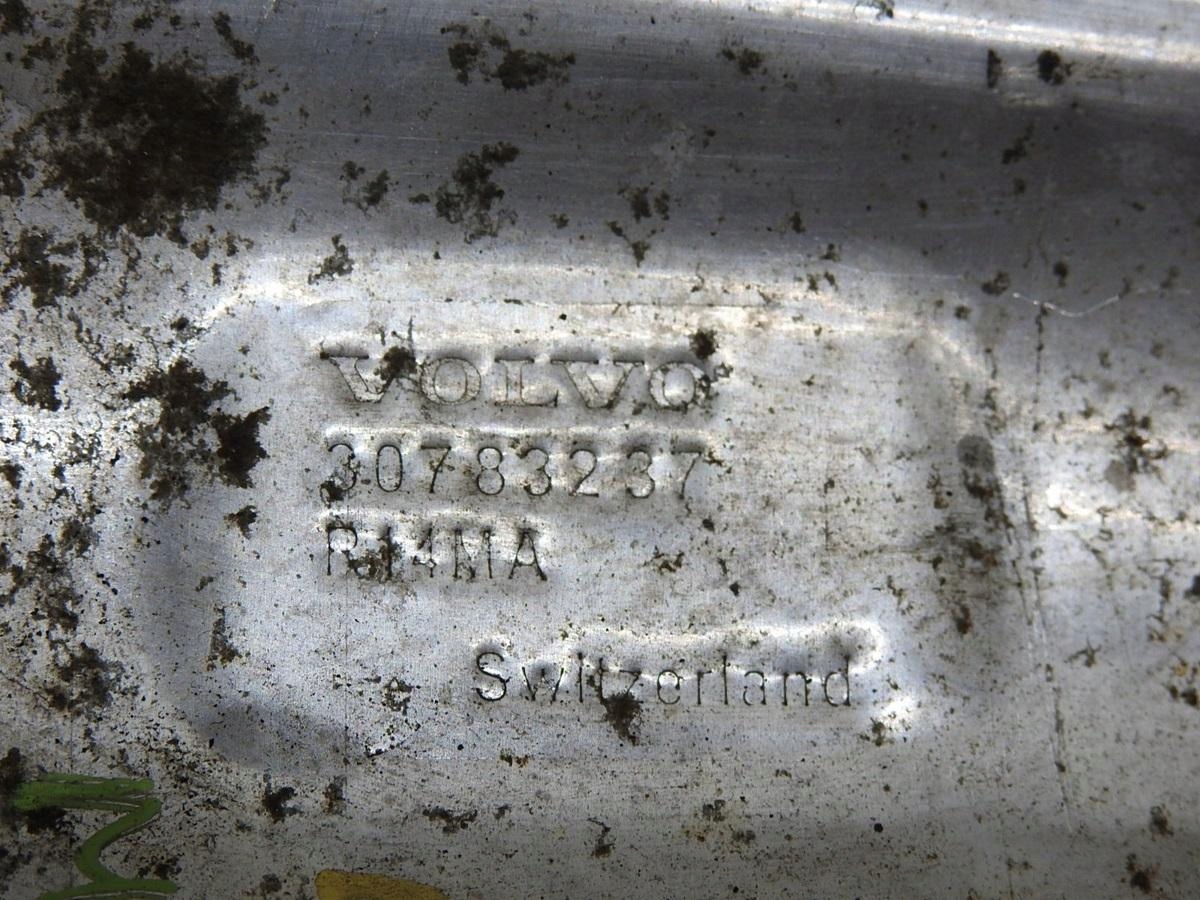 VOLVO
30783237
R14MA
Switzerland